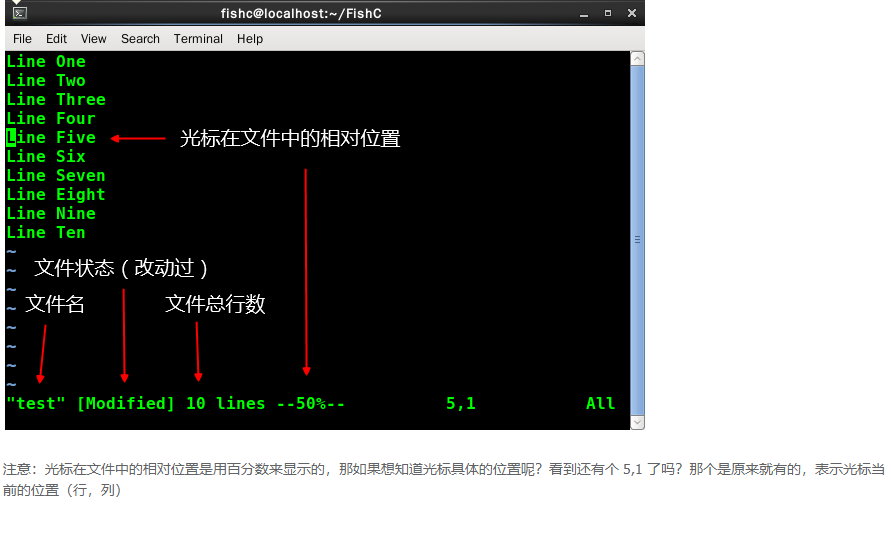 fishc@localhost:~/FishC
File Edit View Search Terminal Help
Line One
Line Two
Line Three
Line Four
Line Five
光标在文件中的相对位置
Line Six
Line Seven
Line Eight
Line Nine
Line Ten
~
~
文件状态（改动过）
~
~
文件名
文件总行数
~
~
~
~
"test" [Modified] 10 lines --50%-- 5,1 All
注意：光标在文件中的相对位置是用百分数来显示的，那如果想知道光标具体的位置呢？看到还有个 5,1 了吗？那个是原来就有的，表示光标当
前的位置（行，列）